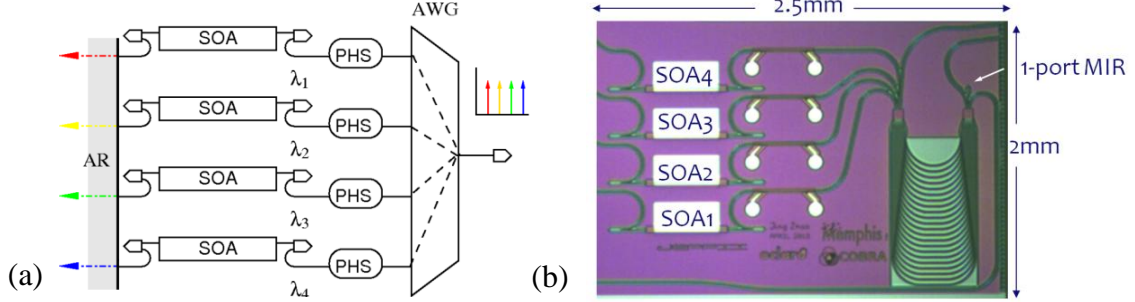 (a)
AR
SOA
λ1
PHS
SOA
λ2
PHS
SOA
λ3
PHS
SOA
λ4
PHS
AWG
(b)
2.5mm
SOA4
SOA3
SOA2
SOA1
1-port MIR
2mm
Memphis
COBRA